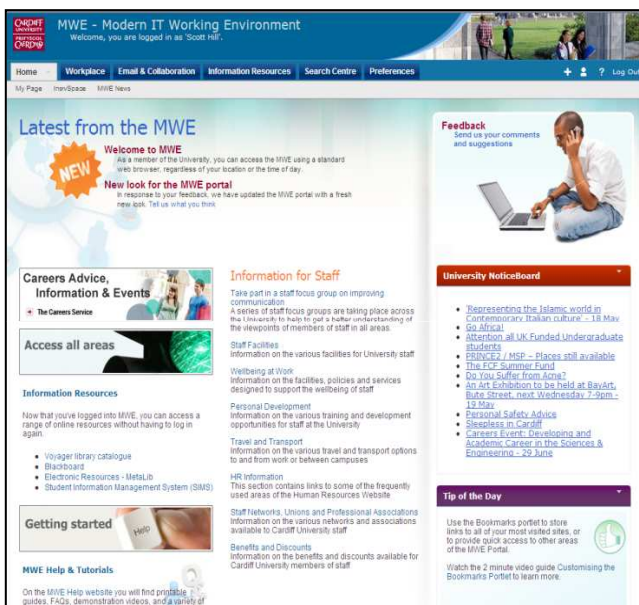 CARDIFF
UNIVERSITY
PRIFYSGOL
CAERDYDD
MWE - Modern IT Working Environment
Welcome, you are logged in as 'Scott Hill'.
Home
Workplace
Email & Collaboration
Information Resources
Search Centre
Preferences
+ ? Log Out
My Page
InsrvSpace
MWE News
Latest from the MWE
NEW
Welcome to MWE
As a member of the University, you can access the MWE using a standard
web browser, regardless of your location or the time of day.
New look for the MWE portal
In response to your feedback, we have updated the MWE portal with a fresh
new look. Tell us what you think
Feedback
Send us your comments
and suggestions
Careers Advice,
Information & Events
The Careers Service
Access all areas
Information Resources
Now that you've logged into MWE, you can access a
range of online resources without having to log in
again.
Voyager library catalogue
Blackboard
Electronic Resources - MetaLib
Student Information Management System (SIMS)
Getting started
Help
MWE Help & Tutorials
On the MWE Help website you will find printable
guides, FAQs, demonstration videos, and a variety of
Information for Staff
Take part in a staff focus group on improving
communication
A series of staff focus groups are taking place across
the University to help to get a better understanding of
the viewpoints of members of staff in all areas.
Staff Facilities
Information on the various facilities for University staff
Wellbeing at Work
Information on the facilities, policies and services
designed to support the wellbeing of staff
Personal Development
Information on the various training and development
opportunities for staff at the University
Travel and Transport
Information on the various travel and transport options
to and from work or between campuses
HR Information
This section contains links to some of the frequently
used areas of the Human Resources Website
Staff Networks, Unions and Professional Associations
Information on the various networks and associations
available to Cardiff University staff
Benefits and Discounts
Information on the benefits and discounts available for
Cardiff University members of staff
University NoticeBoard
'Representing the Islamic world in
Contemporary Italian culture' - 18 May
Go Africa!
Attention all UK Funded Undergraduate
students
PRINCE2 / MSP – Places still available
The FCF Summer Fund
Do You Suffer from Acne?
An Art Exhibition to be held at BayArt,
Bute Street, next Wednesday 7-9pm -
19 May
Personal Safety Advice
Sleepless in Cardiff
Careers Event: Developing and
Academic Career in the Sciences &
Engineering - 29 June
Tip of the Day
Use the Bookmarks portlet to store
links to all of your most visited sites, or
to provide quick access to other areas
of the MWE Portal.
Watch the 2 minute video guide Customising the
Bookmarks Portlet to learn more.